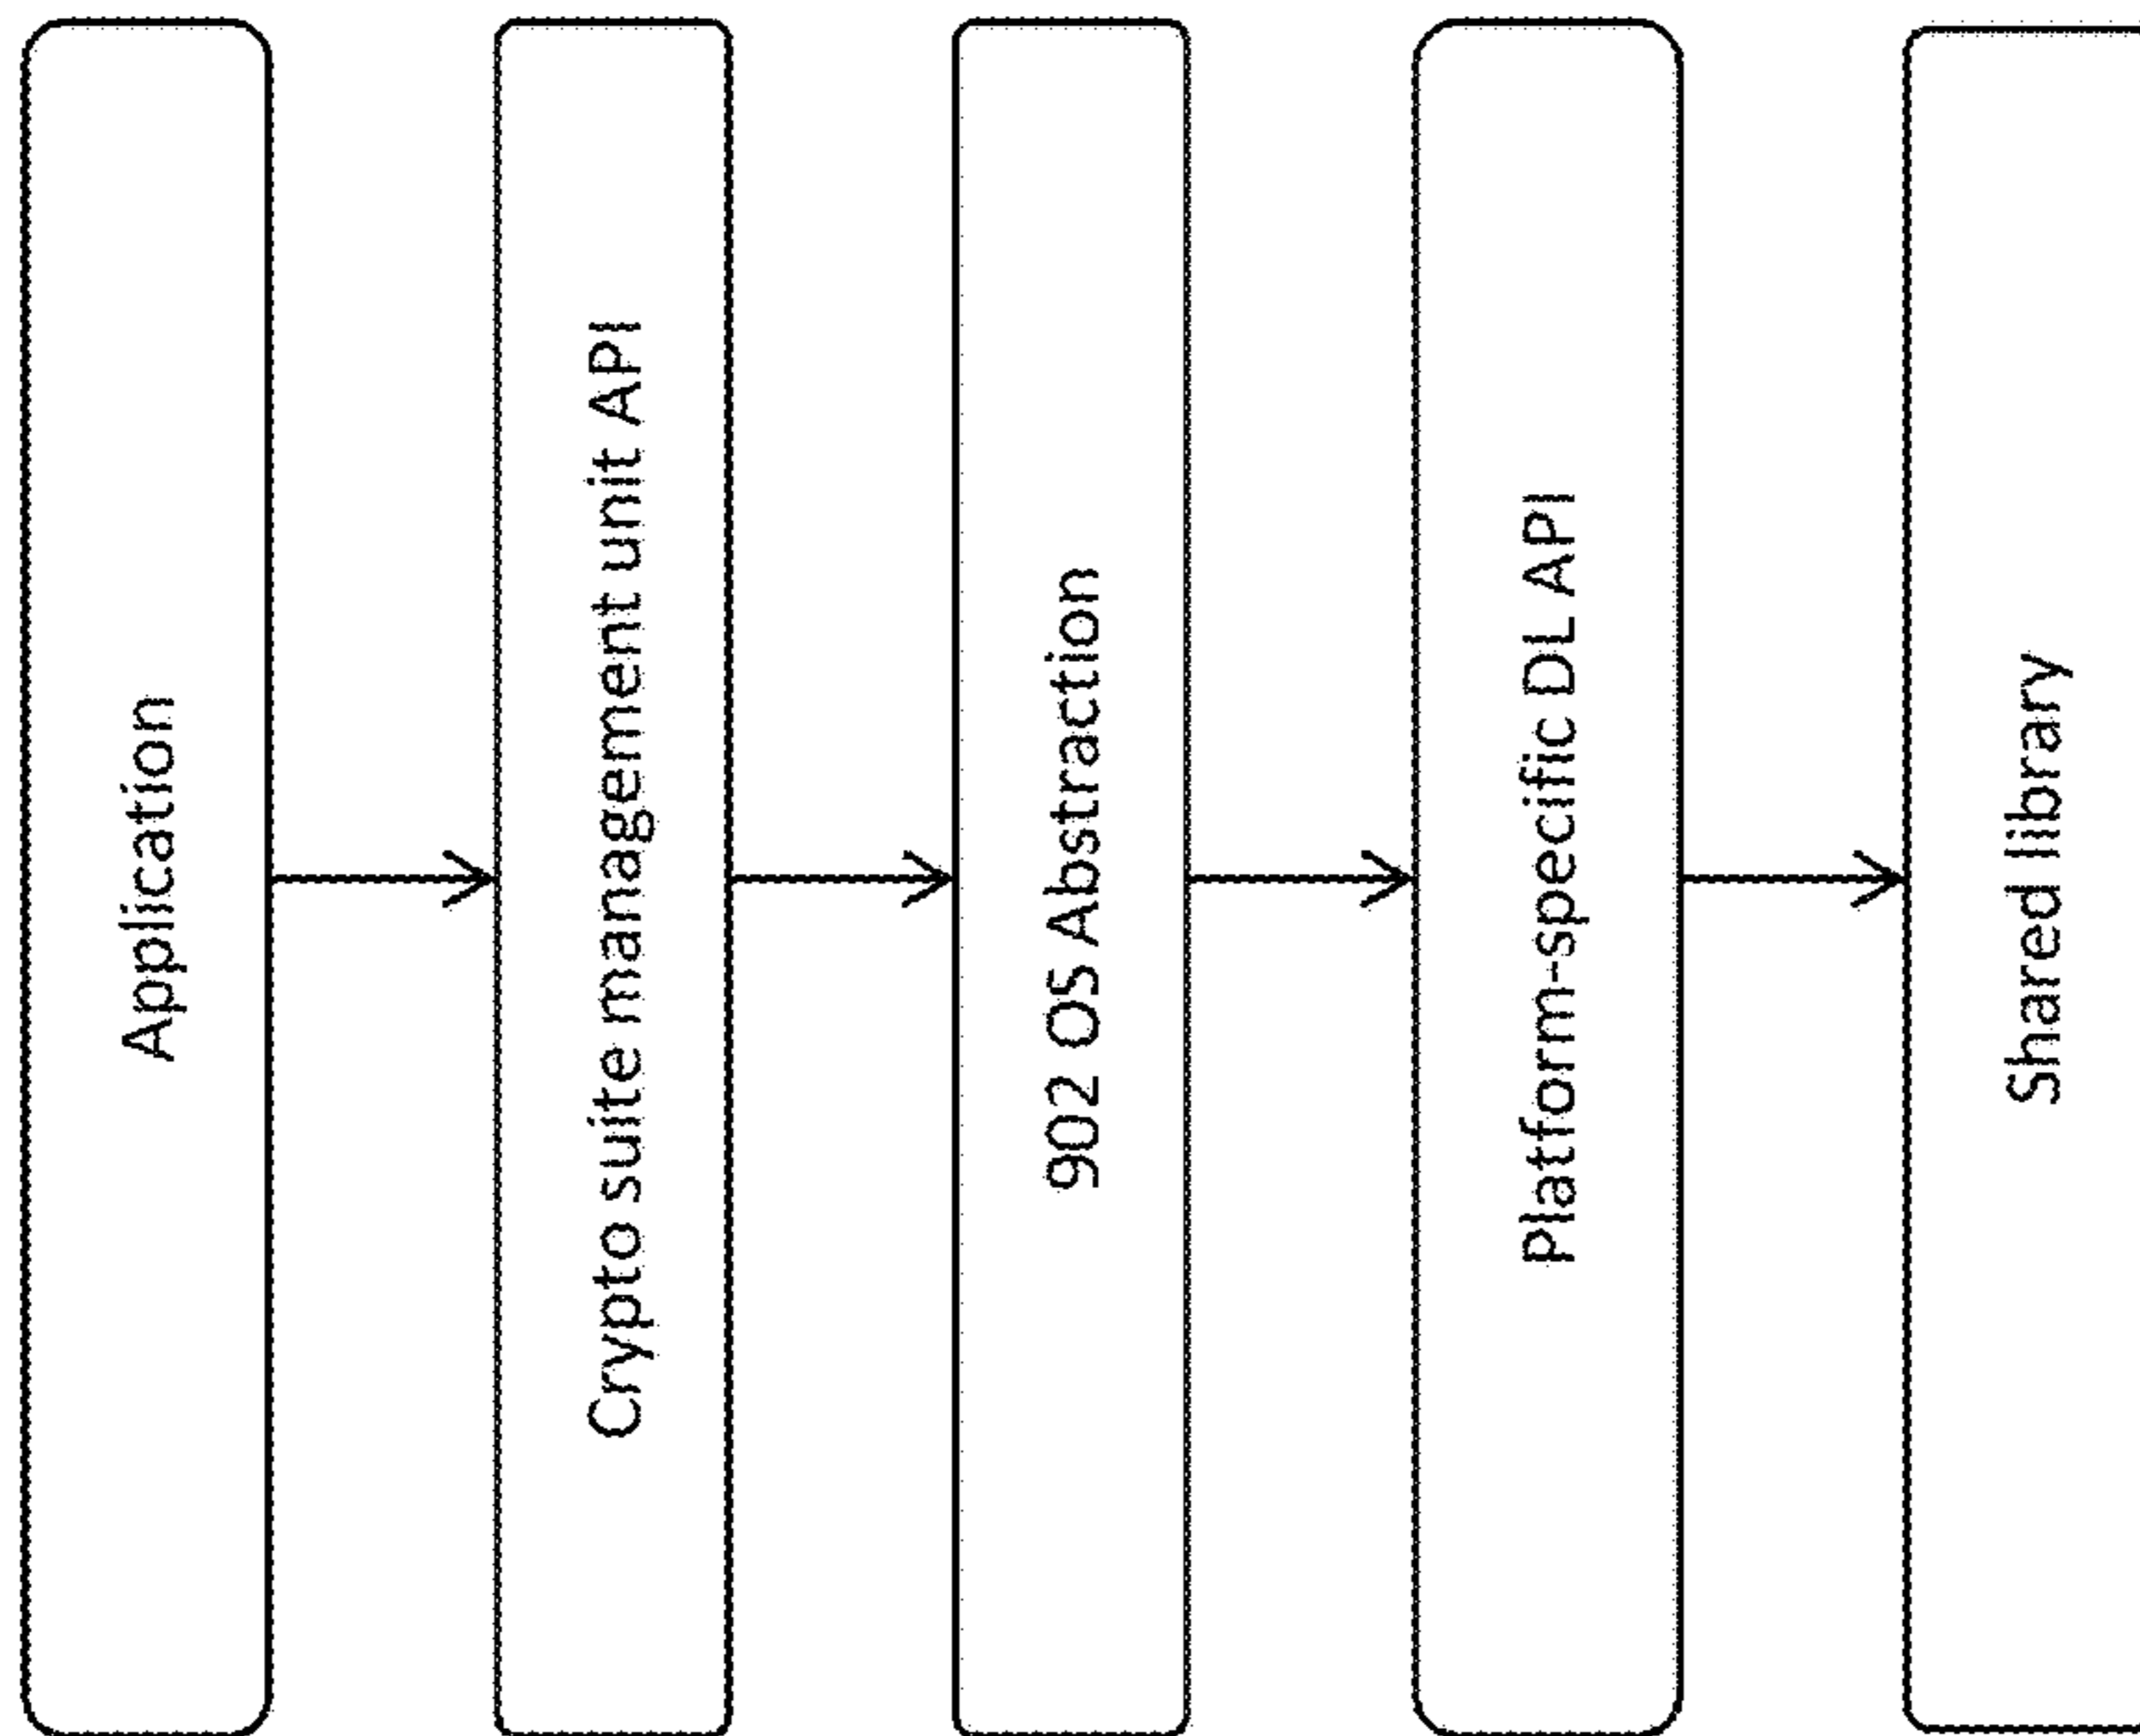 Application
Crypto suite management unit API
902 OS Abstraction
Platform-specific DL API
Shared library